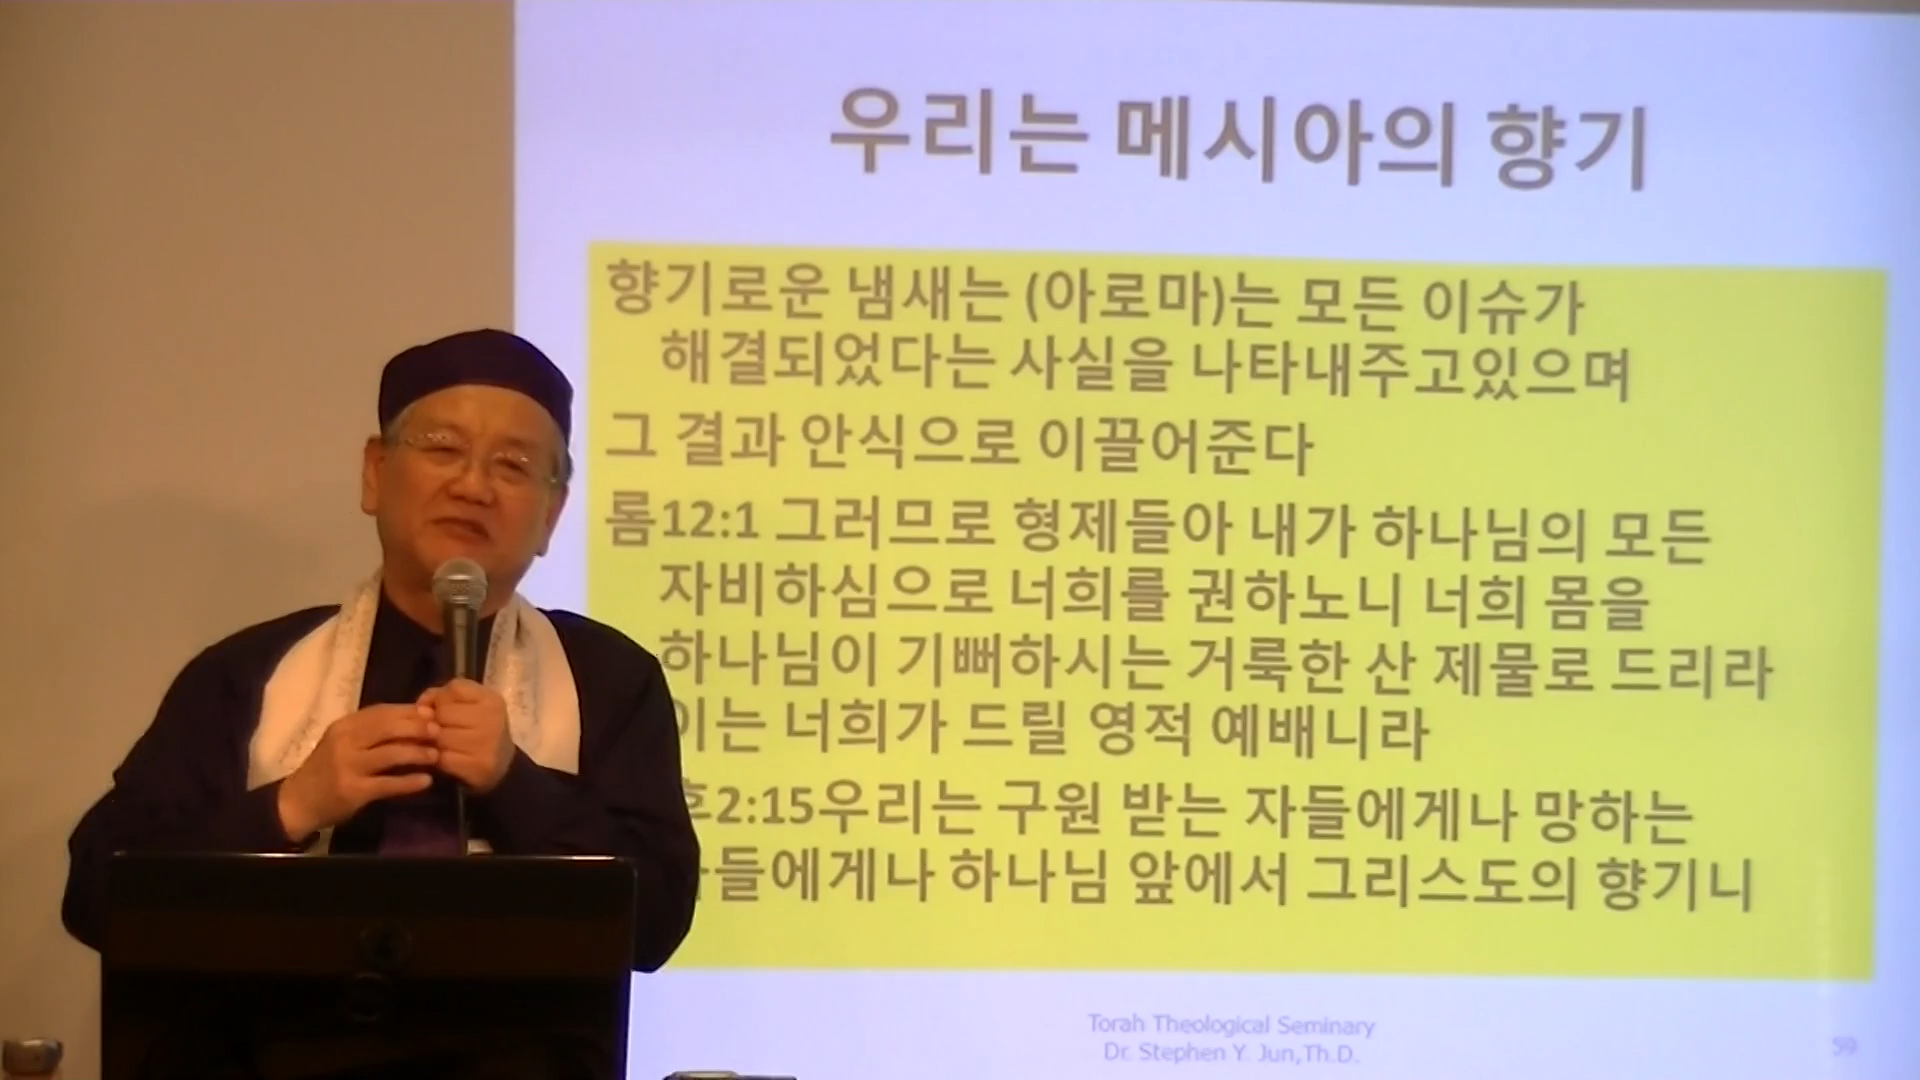 우리는 메시아의 향기
향기로운 냄새는 (아로마)는 모든 이슈가
해결되었다는 사실을 나타내주고있으며
그 결과 안식으로 이끌어준다
롬12:1 그러므로 형제들아 내가 하나님의 모든
자비하심으로 너희를 권하노니 너희 몸을
하나님이 기뻐하시는 거룩한 산 제물로 드리라
이는 너희가 드릴 영적 예배니라
2:15우리는 구원 받는 자들에게나 망하는
들에게나 하나님 앞에서 그리스도의 향기니
Torah Theological Seminary
Dr. Stephen Y. Jun,Th.D.
59